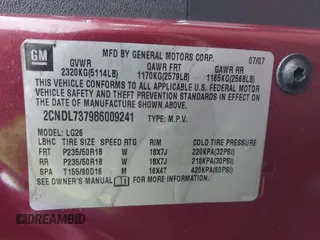 GM
MFD BY GENERAL MOTORS CORP. 07/07
GVWR GAWR FRT GAWR RR
2320KG(5114LB) 1170KG(2579LB) 1165KG(2568LB)
THIS VEHICLE CONFORMS TO ALL APPLICABLE U.S. FEDERAL MOTOR VEHICLE SAFETY, BUMPER, AND THEFT PREVENTION STANDARDS IN EFFECT ON THE DATE OF MANUFACTURE SHOWN ABOVE.
2CNDL737986009241 TYPE: M.P.V.
MODEL: LQ26
LBHC TIRE SIZE SPEED RTG RIM COLD TIRE PRESSURE
FRT P235/50R18 W 18X7J 220KPA(32PSI)
RR P235/50R18 W 18X7J 210KPA(30PSI)
SPA T155/90D16 M 16X4T 420KPA(60PSI)
SEE OWNER'S MANUAL FOR ADDITIONAL INFORMATION
DREAMBID